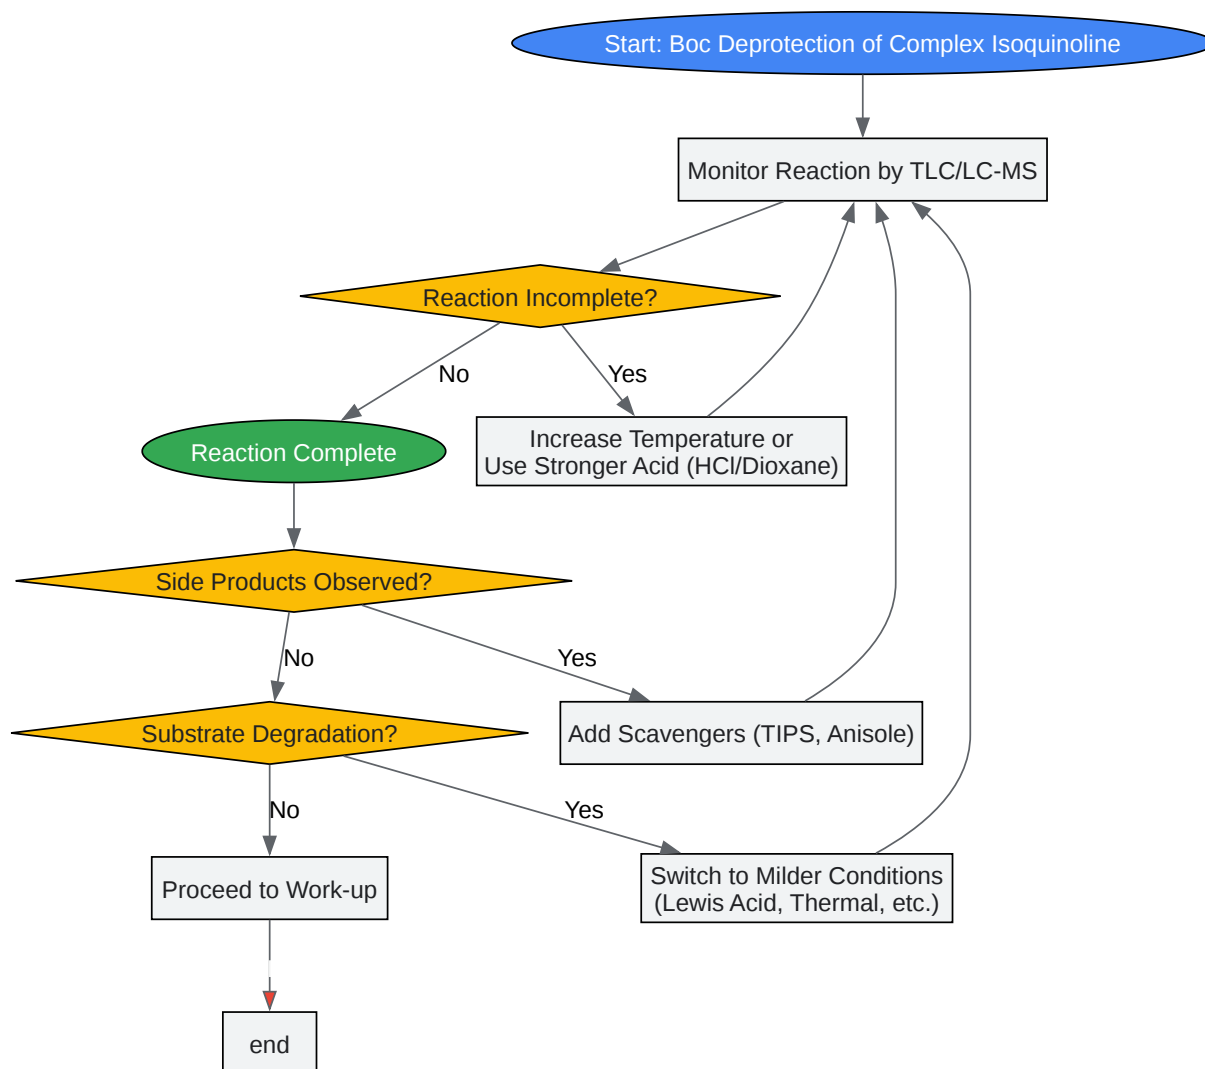 Start: Boc Deprotection of Complex Isoquinoline
Monitor Reaction by TLC/LC-MS
Reaction Incomplete?
No
Yes
Reaction Complete
Increase Temperature or
Use Stronger Acid (HCl/Dioxane)
Side Products Observed?
No
Yes
Substrate Degradation?
Add Scavengers (TIPS, Anisole)
No
Yes
Proceed to Work-up
Switch to Milder Conditions
(Lewis Acid, Thermal, etc.)
end